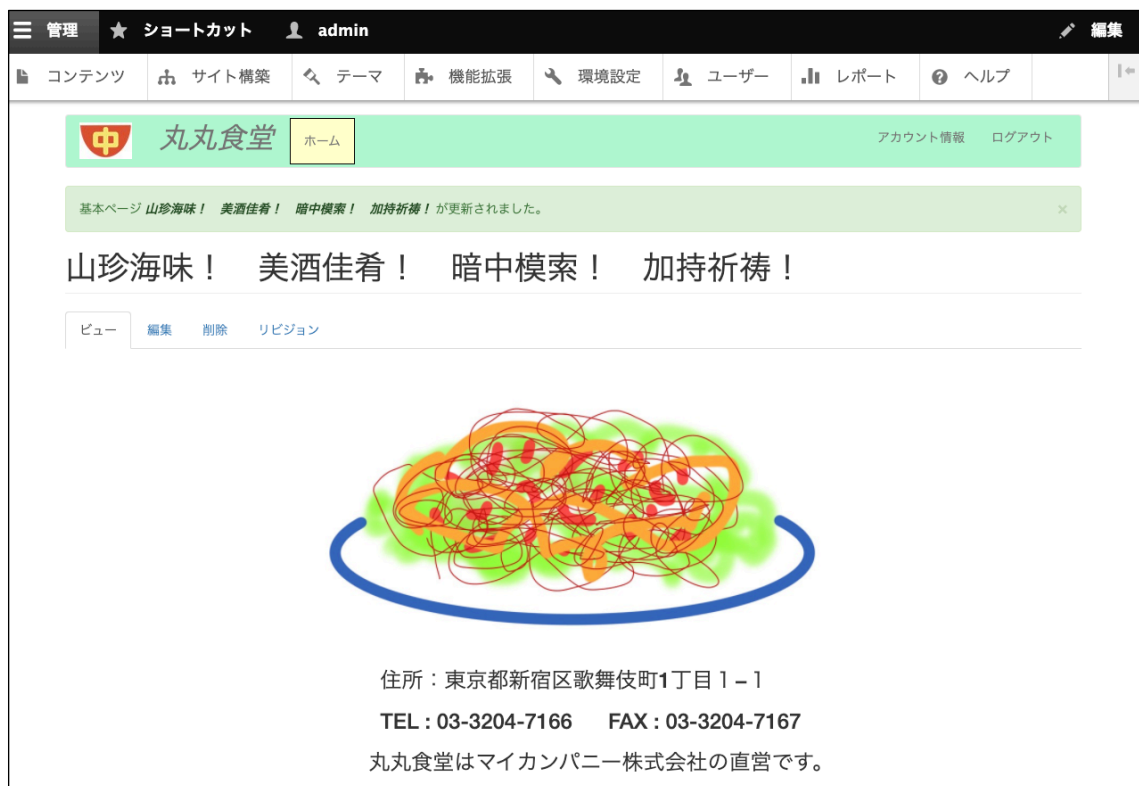 管理 ショートカット admin 編集
コンテンツ サイト構築 テーマ 機能拡張 環境設定 ユーザー レポート ヘルプ
中 丸丸食堂 ホーム アカウント情報 ログアウト
基本ページ 山珍海味！ 美酒佳肴！ 暗中模索！ 加持祈祷！ が更新されました。 ×
山珍海味！ 美酒佳肴！ 暗中模索！ 加持祈祷！
ビュー 編集 削除 リビジョン
住所：東京都新宿区歌舞伎町1丁目１−１
TEL : 03-3204-7166 FAX : 03-3204-7167
丸丸食堂はマイカンパニー株式会社の直営です。